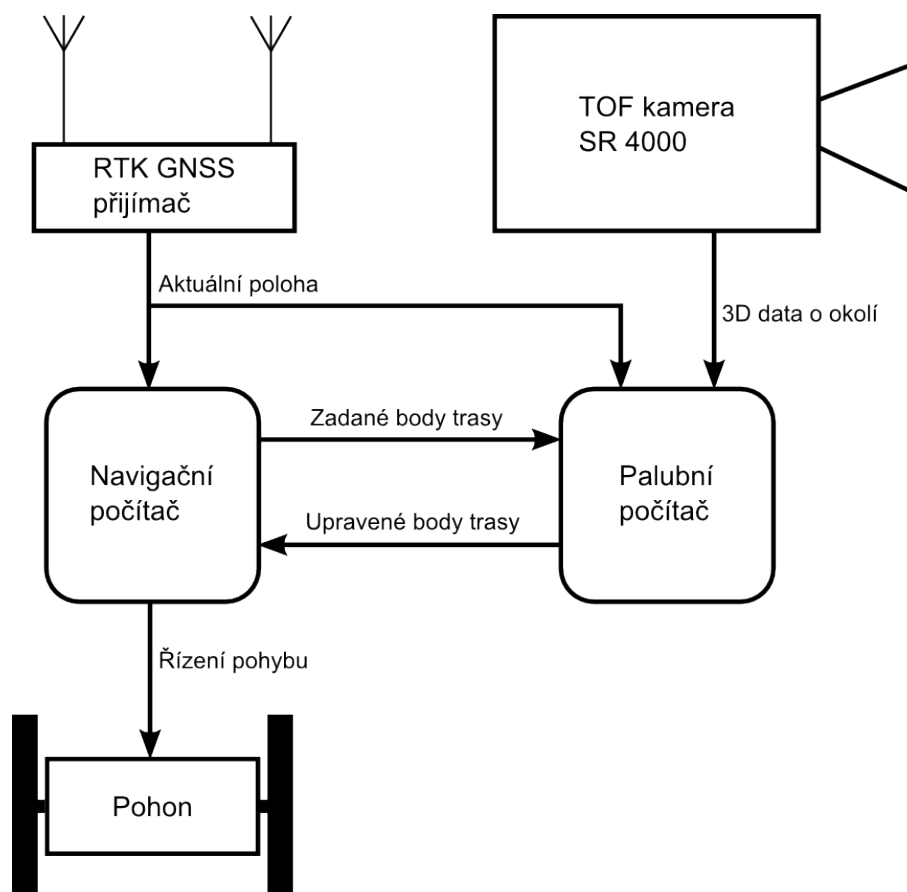 RTK GNSS
přijímač
TOF kamera
SR 4000
Aktuální poloha
3D data o okolí
Navigační
počítač
Zadané body trasy
Upravené body trasy
Palubní
počítač
Řízení pohybu
Pohon